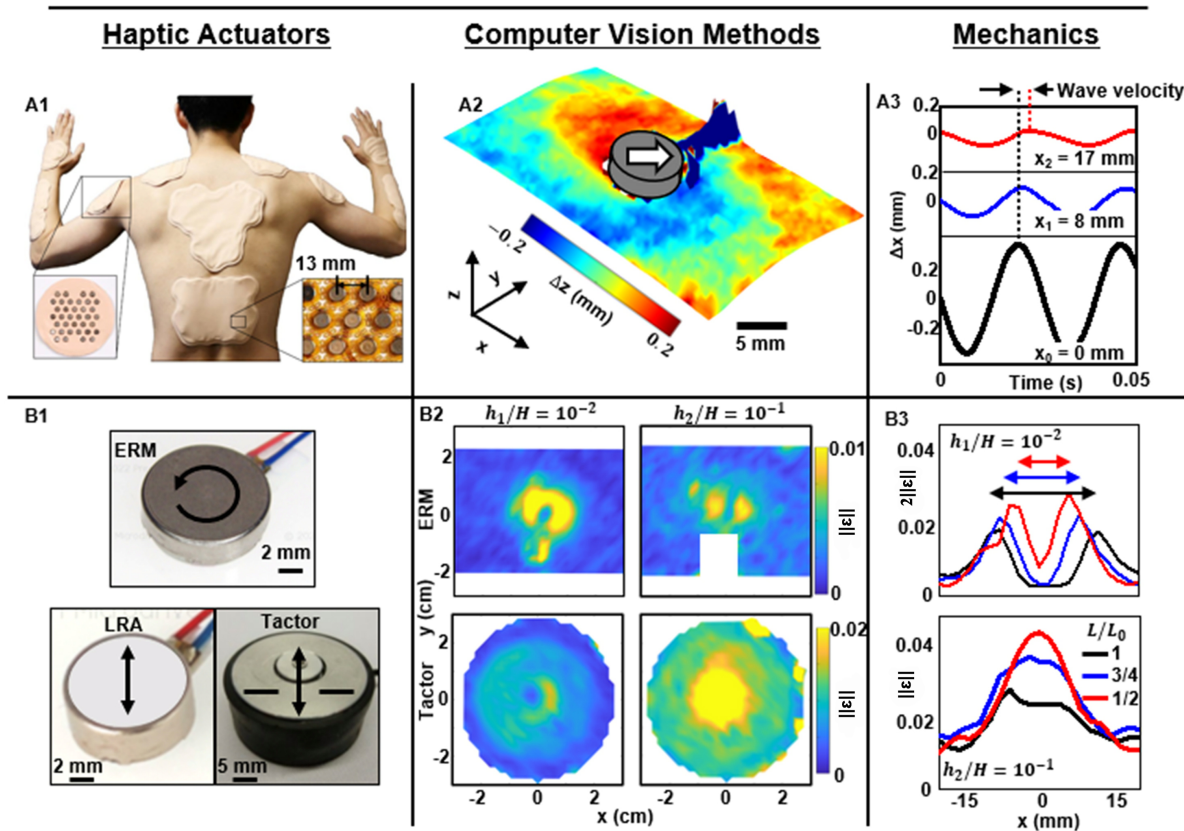 Haptic Actuators
Computer Vision Methods
Mechanics
A1
13 mm
A2
−0.2
Δz (mm)
0.2
z
y
x
5 mm
A3
Wave velocity
0.2
0
x₂ = 17 mm
0.2
0
x₁ = 8 mm
Δx (mm)
0.2
0
-0.2
x₀ = 0 mm
0
Time (s)
0.05
B1
ERM
2 mm
LRA
2 mm
Tactor
5 mm
B2
h₁/H = 10⁻²
h₂/H = 10⁻¹
ERM
2
0
-2
0.01
||ε||
0
y (cm)
Tactor
2
0
-2
0.02
||ε||
0
-2
0
2
-2
0
2
x (cm)
B3
h₁/H = 10⁻²
0.04
0.02
0
2||ε||
L/L₀
1
3/4
1/2
0.04
0.02
0
||ε||
h₂/H = 10⁻¹
-15
0
15
x (mm)